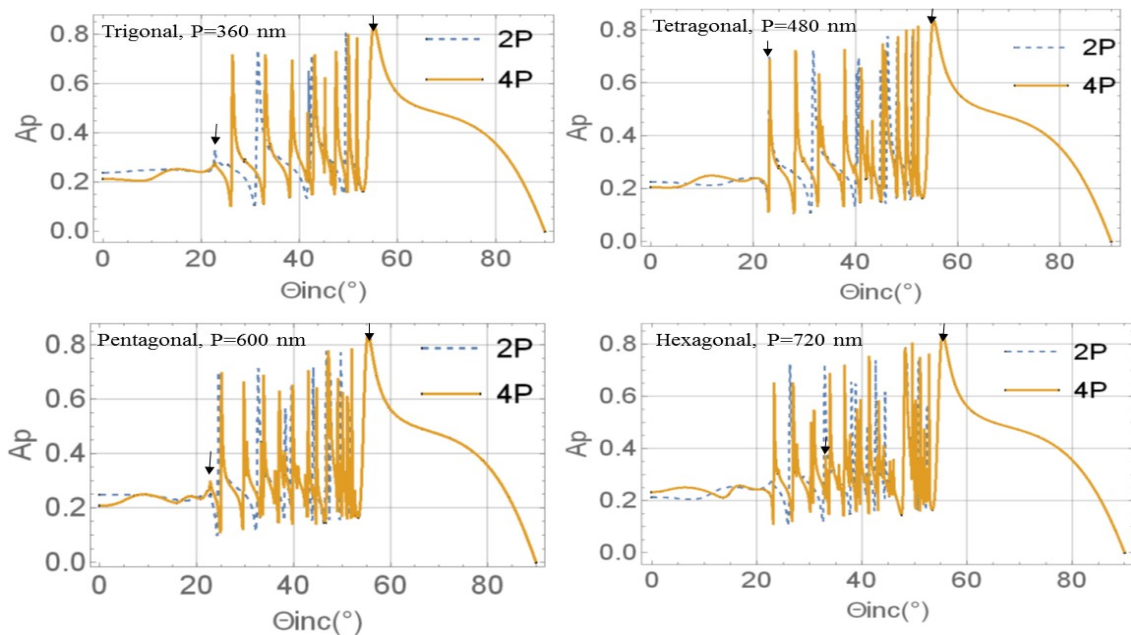 Trigonal, P=360 nm
2P
4P
Ap
0.8
0.6
0.4
0.2
0.0
0 20 40 60 80
Θinc(°)
Tetragonal, P=480 nm
2P
4P
Ap
0.8
0.6
0.4
0.2
0.0
0 20 40 60 80
Θinc(°)
Pentagonal, P=600 nm
2P
4P
Ap
0.8
0.6
0.4
0.2
0.0
0 20 40 60 80
Θinc(°)
Hexagonal, P=720 nm
2P
4P
Ap
0.8
0.6
0.4
0.2
0.0
0 20 40 60 80
Θinc(°)